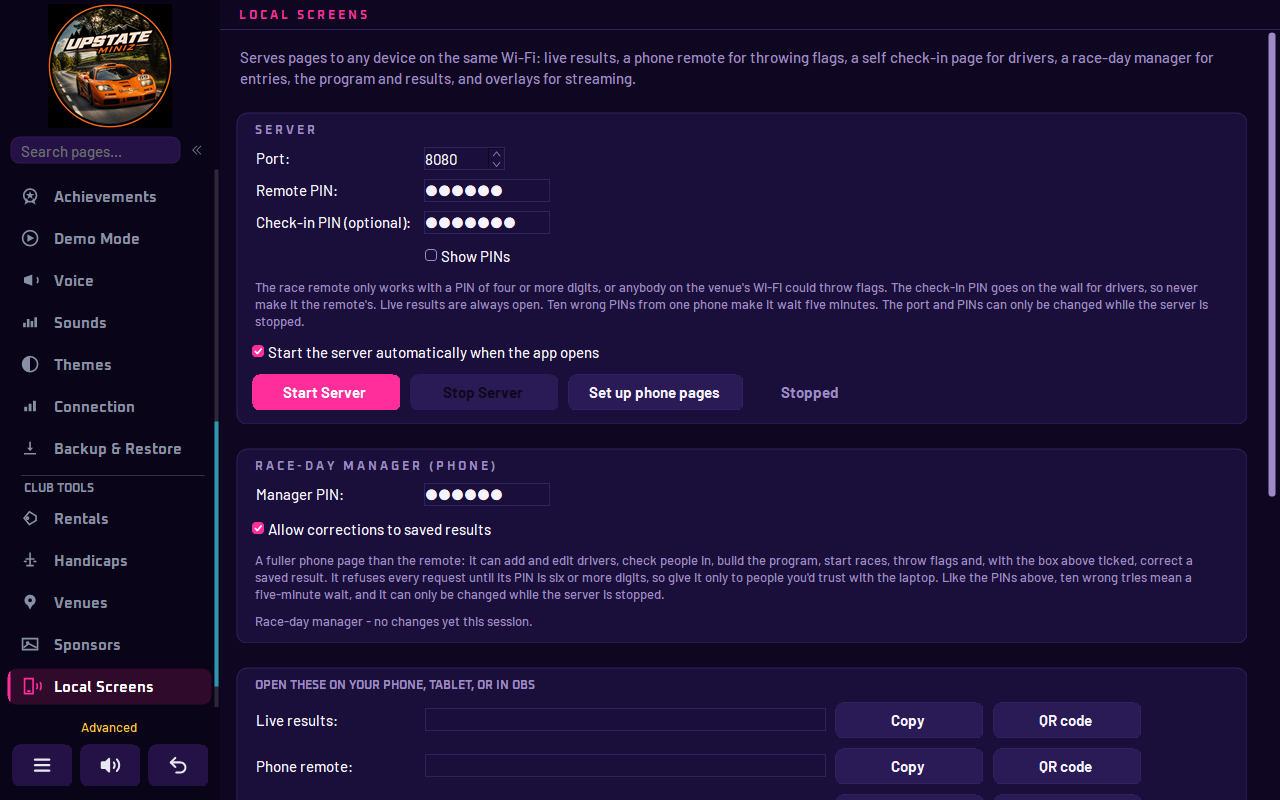 UPSTATE
MINIZ
Search pages...
Achievements
Demo Mode
Voice
Sounds
Themes
Connection
Backup & Restore
CLUB TOOLS
Rentals
Handicaps
Venues
Sponsors
Local Screens
Advanced
LOCAL SCREENS
Serves pages to any device on the same Wi-Fi: live results, a phone remote for throwing flags, a self check-in page for drivers, a race-day manager for
entries, the program and results, and overlays for streaming.
SERVER
Port:
8080
Remote PIN:
Check-in PIN (optional):
Show PINs
The race remote only works with a PIN of four or more digits, or anybody on the venue's Wi-Fi could throw flags. The check-in PIN goes on the wall for drivers, so never
make it the remote's. Live results are always open. Ten wrong PINs from one phone make it wait five minutes. The port and PINs can only be changed while the server is
stopped.
Start the server automatically when the app opens
Start Server
Stop Server
Set up phone pages
Stopped
RACE-DAY MANAGER (PHONE)
Manager PIN:
Allow corrections to saved results
A fuller phone page than the remote: it can add and edit drivers, check people in, build the program, start races, throw flags and, with the box above ticked, correct a
saved result. It refuses every request until its PIN is six or more digits, so give it only to people you'd trust with the laptop. Like the PINs above, ten wrong tries mean a
five-minute wait, and it can only be changed while the server is stopped.
Race-day manager - no changes yet this session.
OPEN THESE ON YOUR PHONE, TABLET, OR IN OBS
Live results:
Copy
QR code
Phone remote:
Copy
QR code